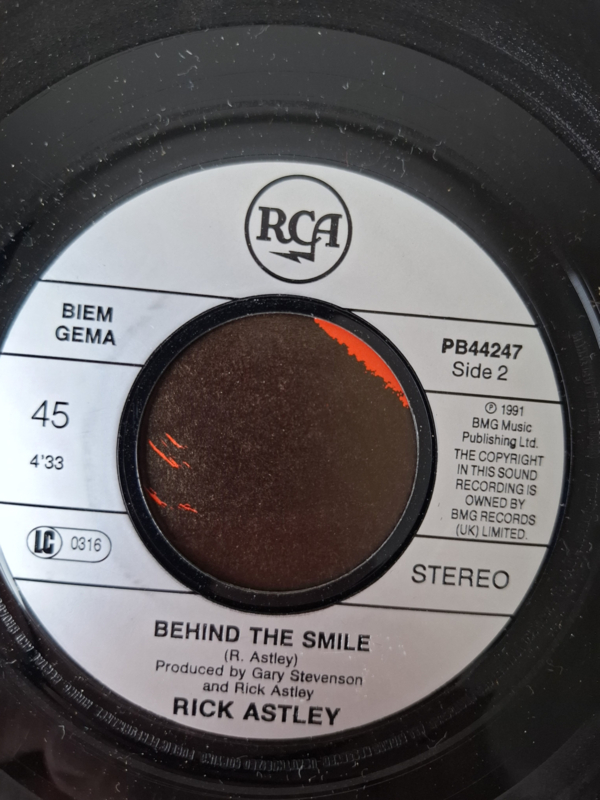 RCA
BIEM
GEMA
45
4'33
LC 0316
PB44247
Side 2
℗ 1991
BMG Music
Publishing Ltd.
THE COPYRIGHT
IN THIS SOUND
RECORDING IS
OWNED BY
BMG RECORDS
(UK) LIMITED.
STEREO
BEHIND THE SMILE
(R. Astley)
Produced by Gary Stevenson
and Rick Astley
RICK ASTLEY